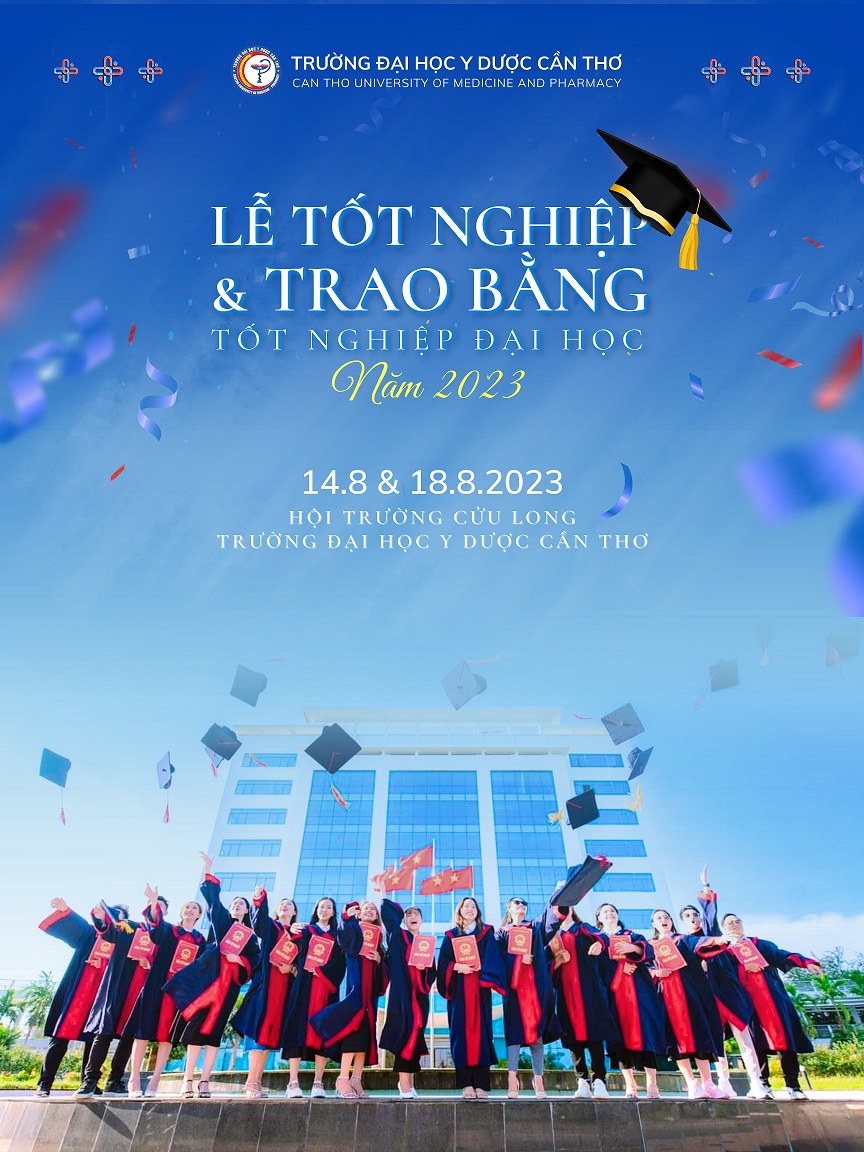 TRƯỜNG ĐẠI HỌC Y DƯỢC CẦN THƠ
CAN THO UNIVERSITY OF MEDICINE AND PHARMACY
LỄ TỐT NGHIỆP
& TRAO BẰNG
TỐT NGHIỆP ĐẠI HỌC
Năm 2023
14.8 & 18.8.2023
HỘI TRƯỜNG CỬU LONG
TRƯỜNG ĐẠI HỌC Y DƯỢC CẦN THƠ